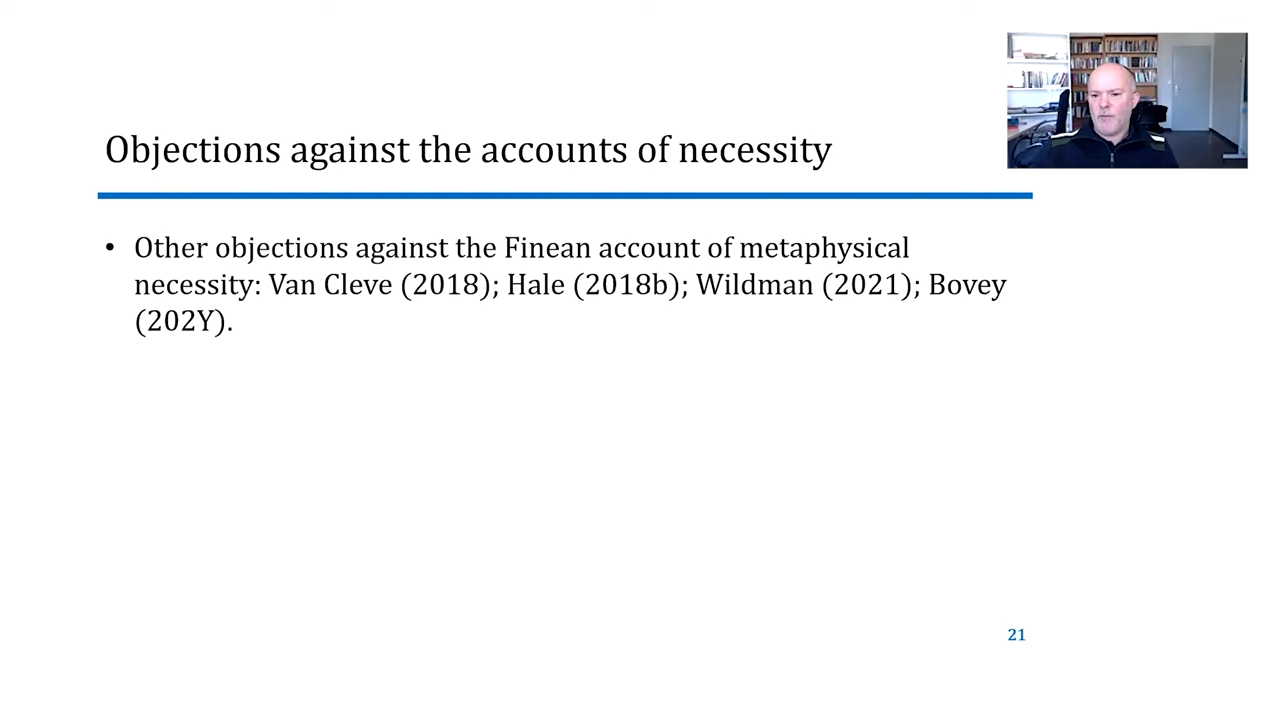 Objections against the accounts of necessity
• Other objections against the Finean account of metaphysical
necessity: Van Cleve (2018); Hale (2018b); Wildman (2021); Bovey
(202Y).
21